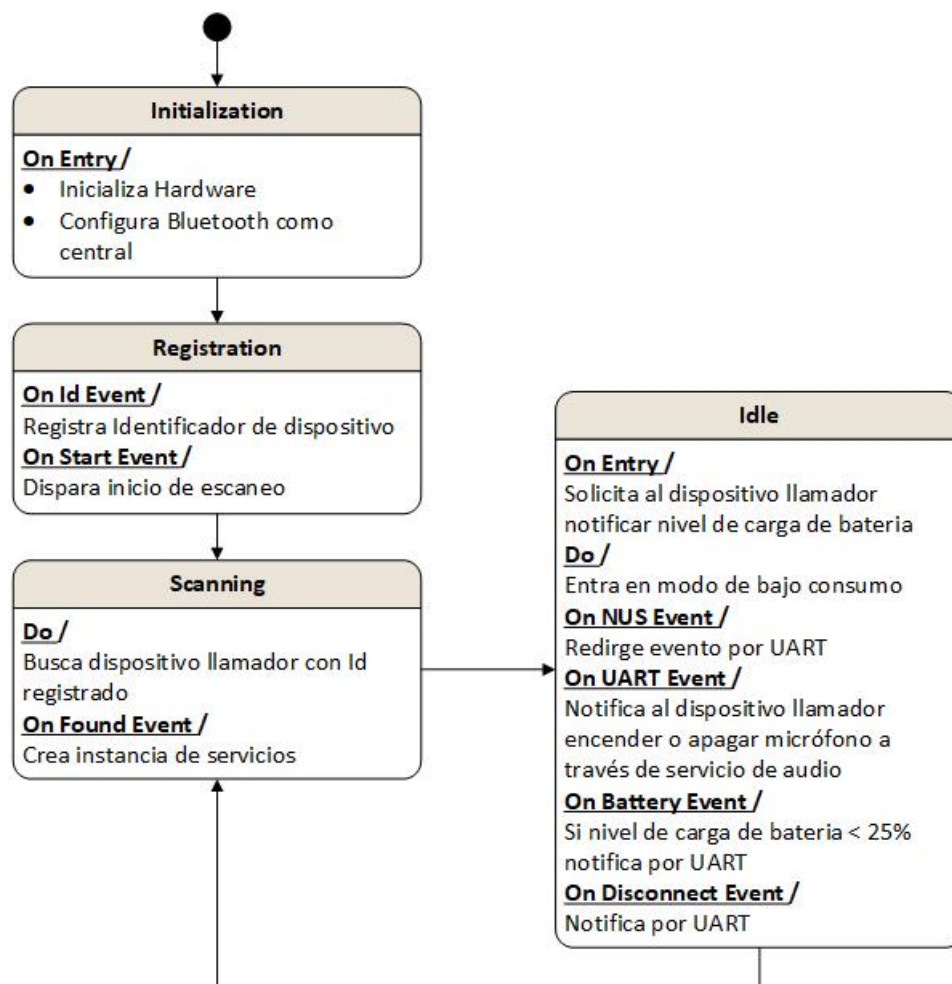 Initialization
On Entry/
• Inicializa Hardware
• Configura Bluetooth como
central
Registration
On Id Event/
Registra Identificador de dispositivo
On Start Event/
Dispara inicio de escaneo
Scanning
Do/
Busca dispositivo llamador con Id
registrado
On Found Event/
Crea instancia de servicios
Idle
On Entry/
Solicita al dispositivo llamador
notificar nivel de carga de bateria
Do/
Entra en modo de bajo consumo
On NUS Event/
Redirge evento por UART
On UART Event/
Notifica al dispositivo llamador
encender o apagar micrófono a
través de servicio de audio
On Battery Event/
Si nivel de carga de bateria < 25%
notifica por UART
On Disconnect Event/
Notifica por UART